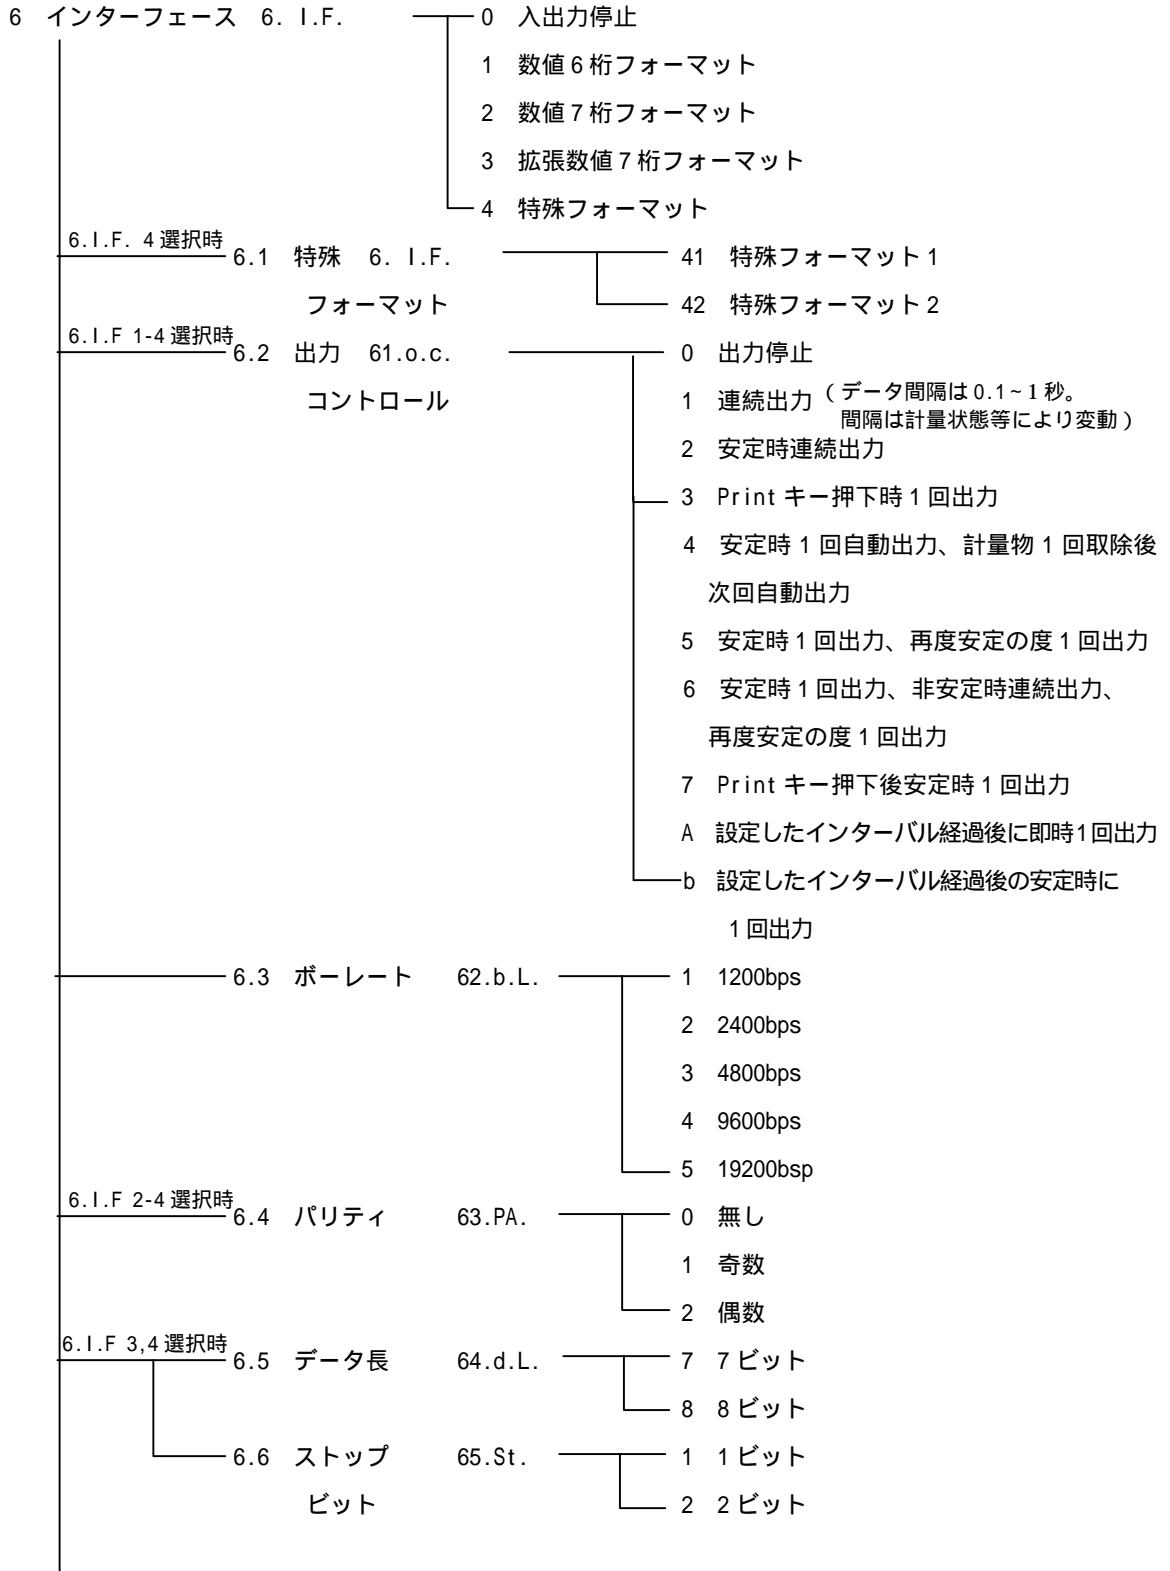 6 インターフェース 6. I.F. 0 入出力停止
1 数値6桁フォーマット
2 数値7桁フォーマット
3 拡張数値7桁フォーマット
4 特殊フォーマット
6.I.F. 4選択時
6.1 特殊 6. I.F. 41 特殊フォーマット1
フォーマット 42 特殊フォーマット2
6.I.F 1-4選択時
6.2 出力 61.o.c. 0 出力停止
コントロール 1 連続出力(データ間隔は0.1~1秒。
間隔は計量状態等により変動)
2 安定時連続出力
3 Printキー押下時1回出力
4 安定時1回自動出力、計量物1回取除後
次回自動出力
5 安定時1回出力、再度安定の度1回出力
6 安定時1回出力、非安定時連続出力、
再度安定の度1回出力
7 Printキー押下後安定時1回出力
A 設定したインターバル経過後に即時1回出力
b 設定したインターバル経過後の安定時に
1回出力
6.3 ボーレート 62.b.L. 1 1200bps
2 2400bps
3 4800bps
4 9600bps
5 19200bsp
6.I.F 2-4選択時
6.4 パリティ 63.PA. 0 無し
1 奇数
2 偶数
6.I.F 3,4選択時
6.5 データ長 64.d.L. 7 7ビット
8 8ビット
6.6 ストップ 65.St. 1 1ビット
ビット 2 2ビット